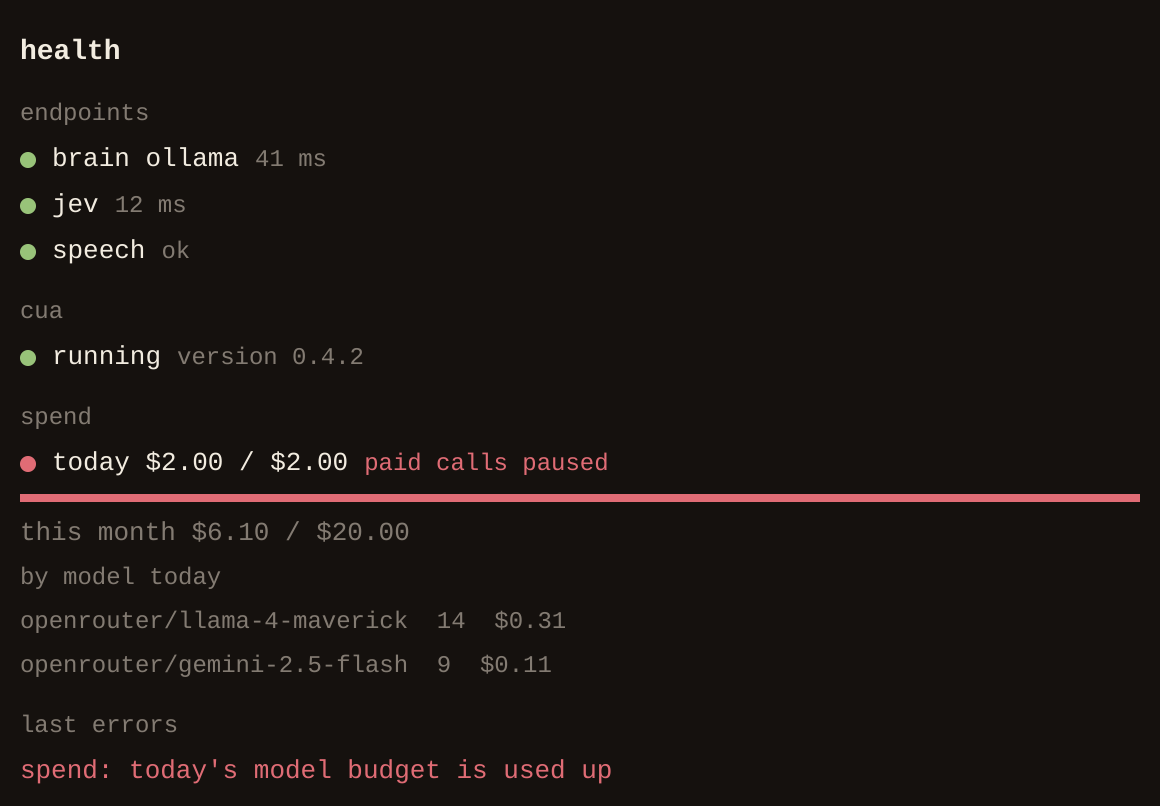 health
endpoints
brain ollama 41 ms
jev 12 ms
speech ok
cua
running version 0.4.2
spend
today $2.00 / $2.00 paid calls paused
this month $6.10 / $20.00
by model today
openrouter/llama-4-maverick  14  $0.31
openrouter/gemini-2.5-flash  9  $0.11
last errors
spend: today's model budget is used up